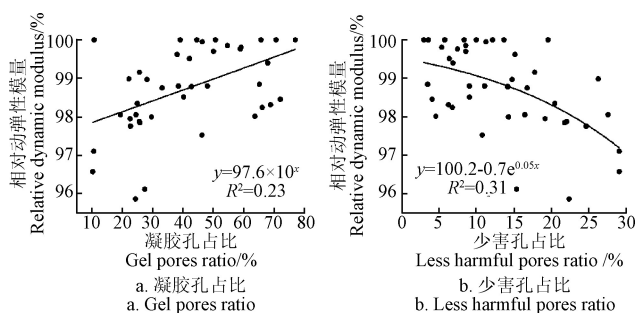 相对动弹性模量
Relative dynamic modulus/%
100
99
98
97
96
y=97.6×10ˣ
R²=0.23
10 20 30 40 50 60 70 80
凝胶孔占比
Gel pores ratio/%
a. 凝胶孔占比
a. Gel pores ratio
相对动弹性模量
Relative dynamic modulus/%
100
99
98
97
96
y=100.2-0.7e⁰·⁰⁵ˣ
R²=0.31
0 5 10 15 20 25 30
少害孔占比
Less harmful pores ratio /%
b. 少害孔占比
b. Less harmful pores ratio